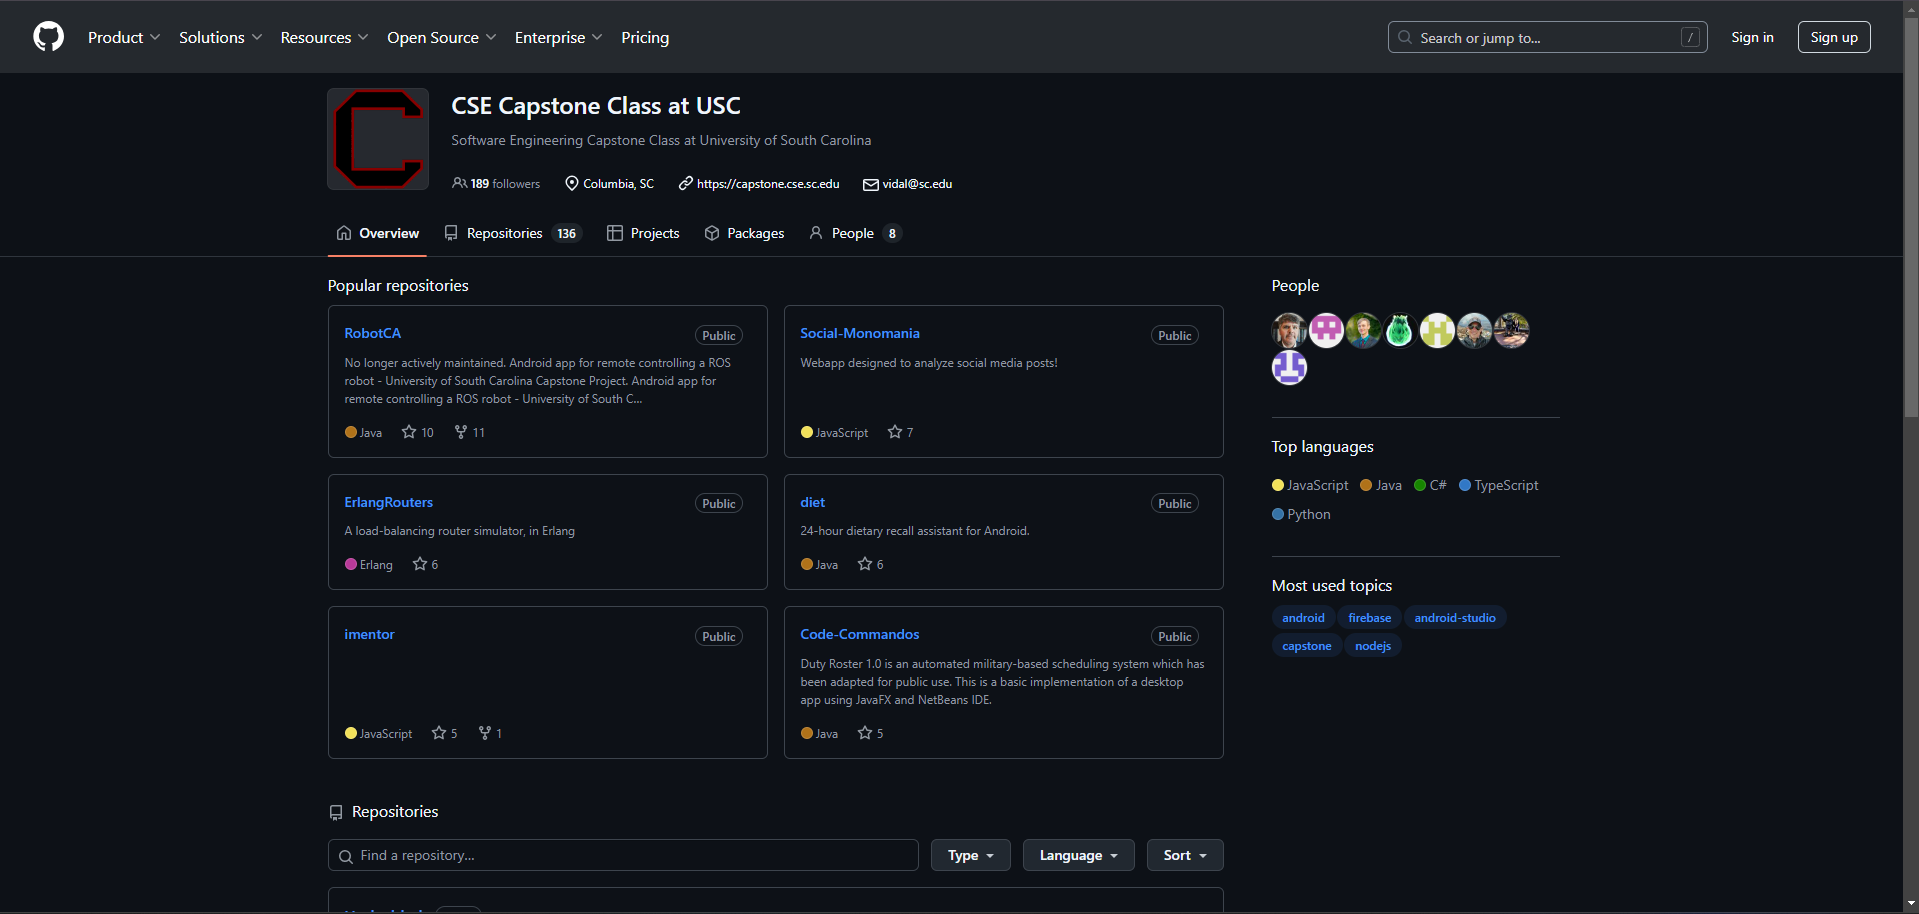 Product Solutions Resources Open Source Enterprise Pricing Search or jump to... / Sign in Sign up
CSE Capstone Class at USC
Software Engineering Capstone Class at University of South Carolina
189 followers Columbia, SC https://capstone.cse.sc.edu vidal@sc.edu
Overview Repositories 136 Projects Packages People 8
Popular repositories
RobotCA Public
No longer actively maintained. Android app for remote controlling a ROS
robot - University of South Carolina Capstone Project. Android app for
remote controlling a ROS robot - University of South C...
Java 10 11
Social-Monomania Public
Webapp designed to analyze social media posts!
JavaScript 7
ErlangRouters Public
A load-balancing router simulator, in Erlang
Erlang 6
diet Public
24-hour dietary recall assistant for Android.
Java 6
imentor Public
JavaScript 5 1
Code-Commandos Public
Duty Roster 1.0 is an automated military-based scheduling system which has
been adapted for public use. This is a basic implementation of a desktop
app using JavaFX and NetBeans IDE.
Java 5
Repositories
Find a repository... Type Language Sort
People
Top languages
JavaScript Java C# TypeScript
Python
Most used topics
android firebase android-studio
capstone nodejs